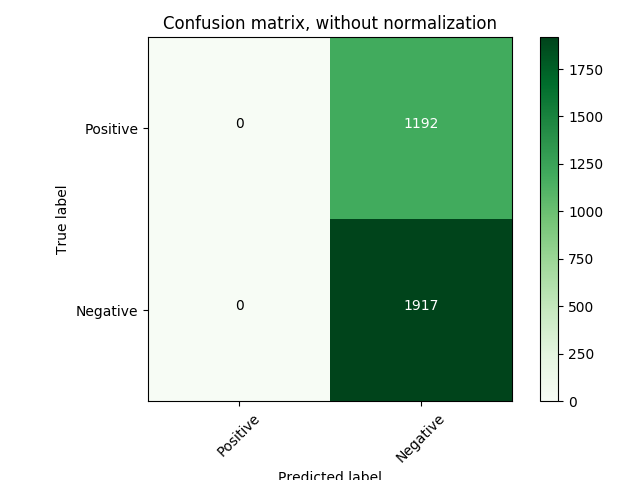 Confusion matrix, without normalization
True label
Positive
0
1192
Negative
0
1917
Positive
Negative
Predicted label
1750
1500
1250
1000
750
500
250
0